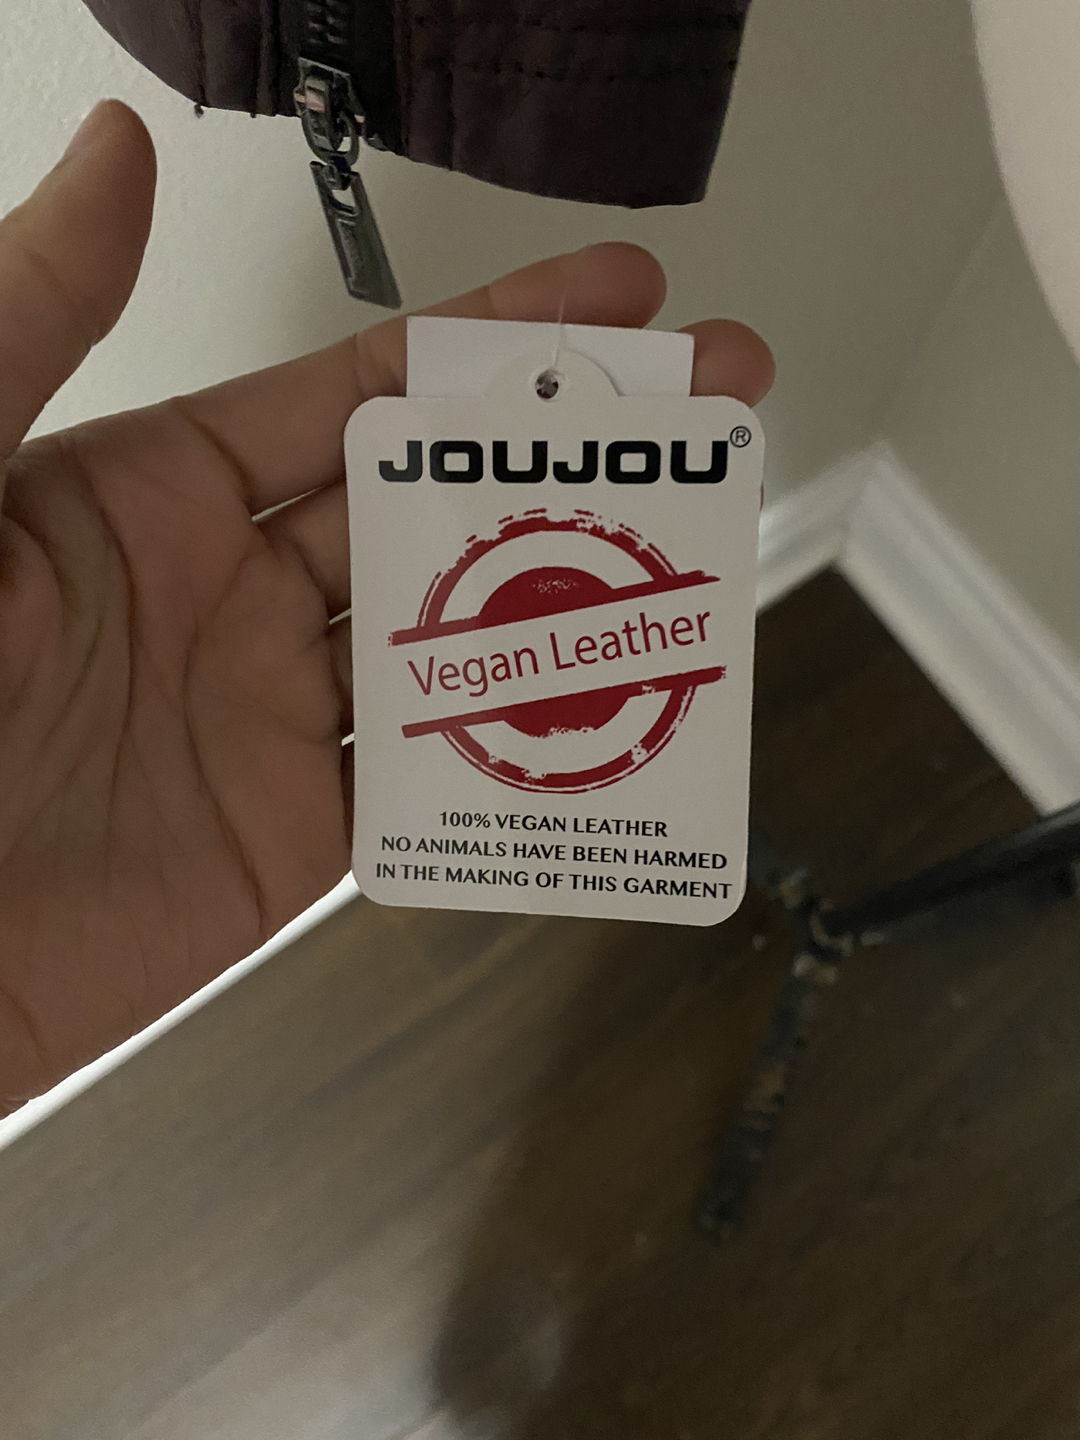 JOUJOU®
Vegan Leather
100% VEGAN LEATHER
NO ANIMALS HAVE BEEN HARMED
IN THE MAKING OF THIS GARMENT